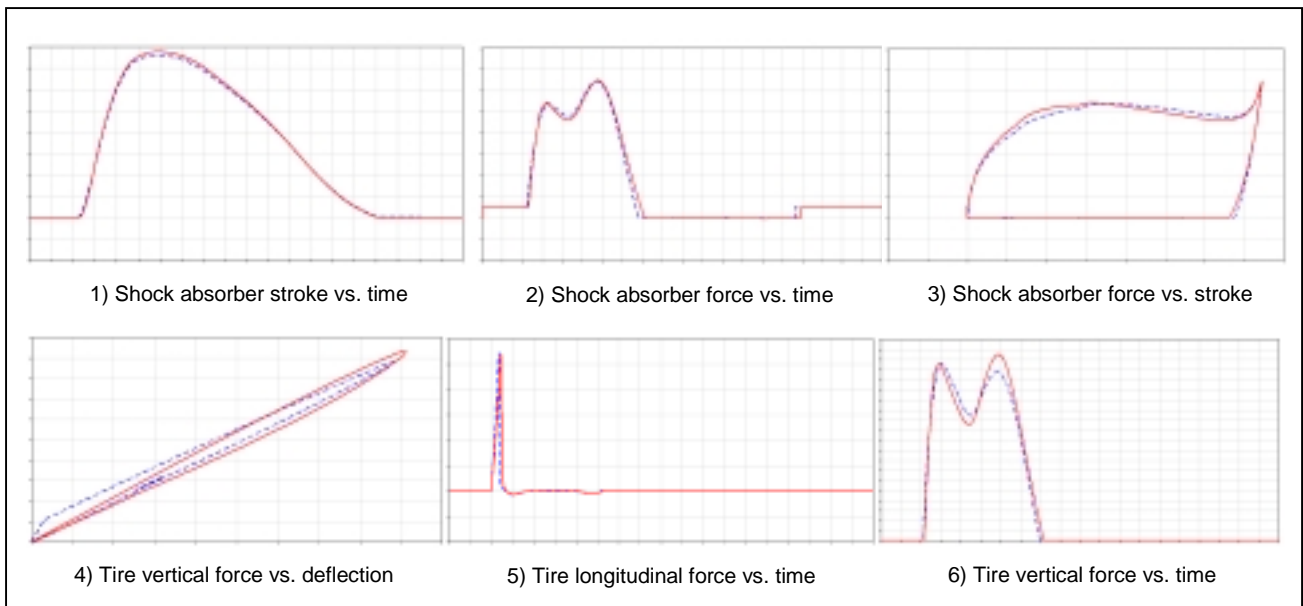 1) Shock absorber stroke vs. time
2) Shock absorber force vs. time
3) Shock absorber force vs. stroke
4) Tire vertical force vs. deflection
5) Tire longitudinal force vs. time
6) Tire vertical force vs. time